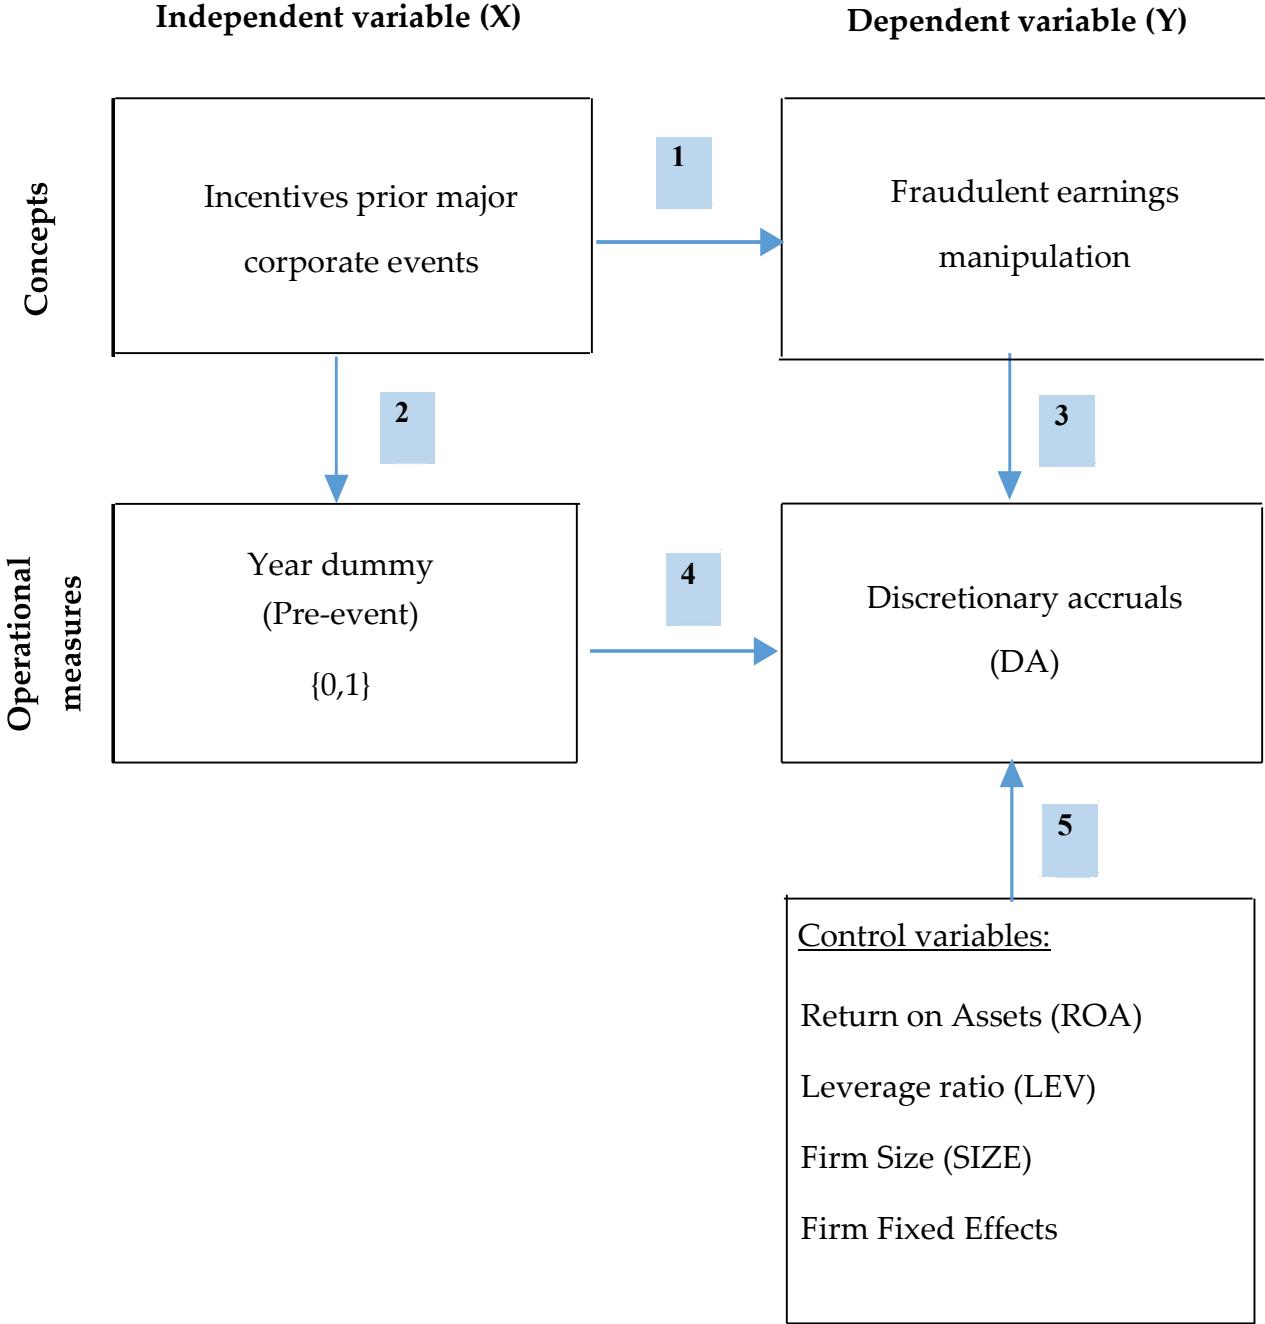 Independent variable (X)
Dependent variable (Y)
Concepts
Incentives prior major
corporate events
1
Fraudulent earnings
manipulation
2
3
Operational
measures
Year dummy
(Pre-event)
{0,1}
4
Discretionary accruals
(DA)
5
Control variables:
Return on Assets (ROA)
Leverage ratio (LEV)
Firm Size (SIZE)
Firm Fixed Effects